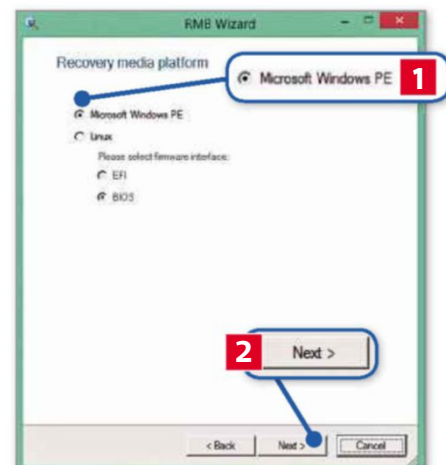 RMB Wizard
Recovery media platform
Microsoft Windows PE 1
Microsoft Windows PE
Linux
Please select firmware interface:
EFI
BIOS
2 Next >
< Back Next > Cancel